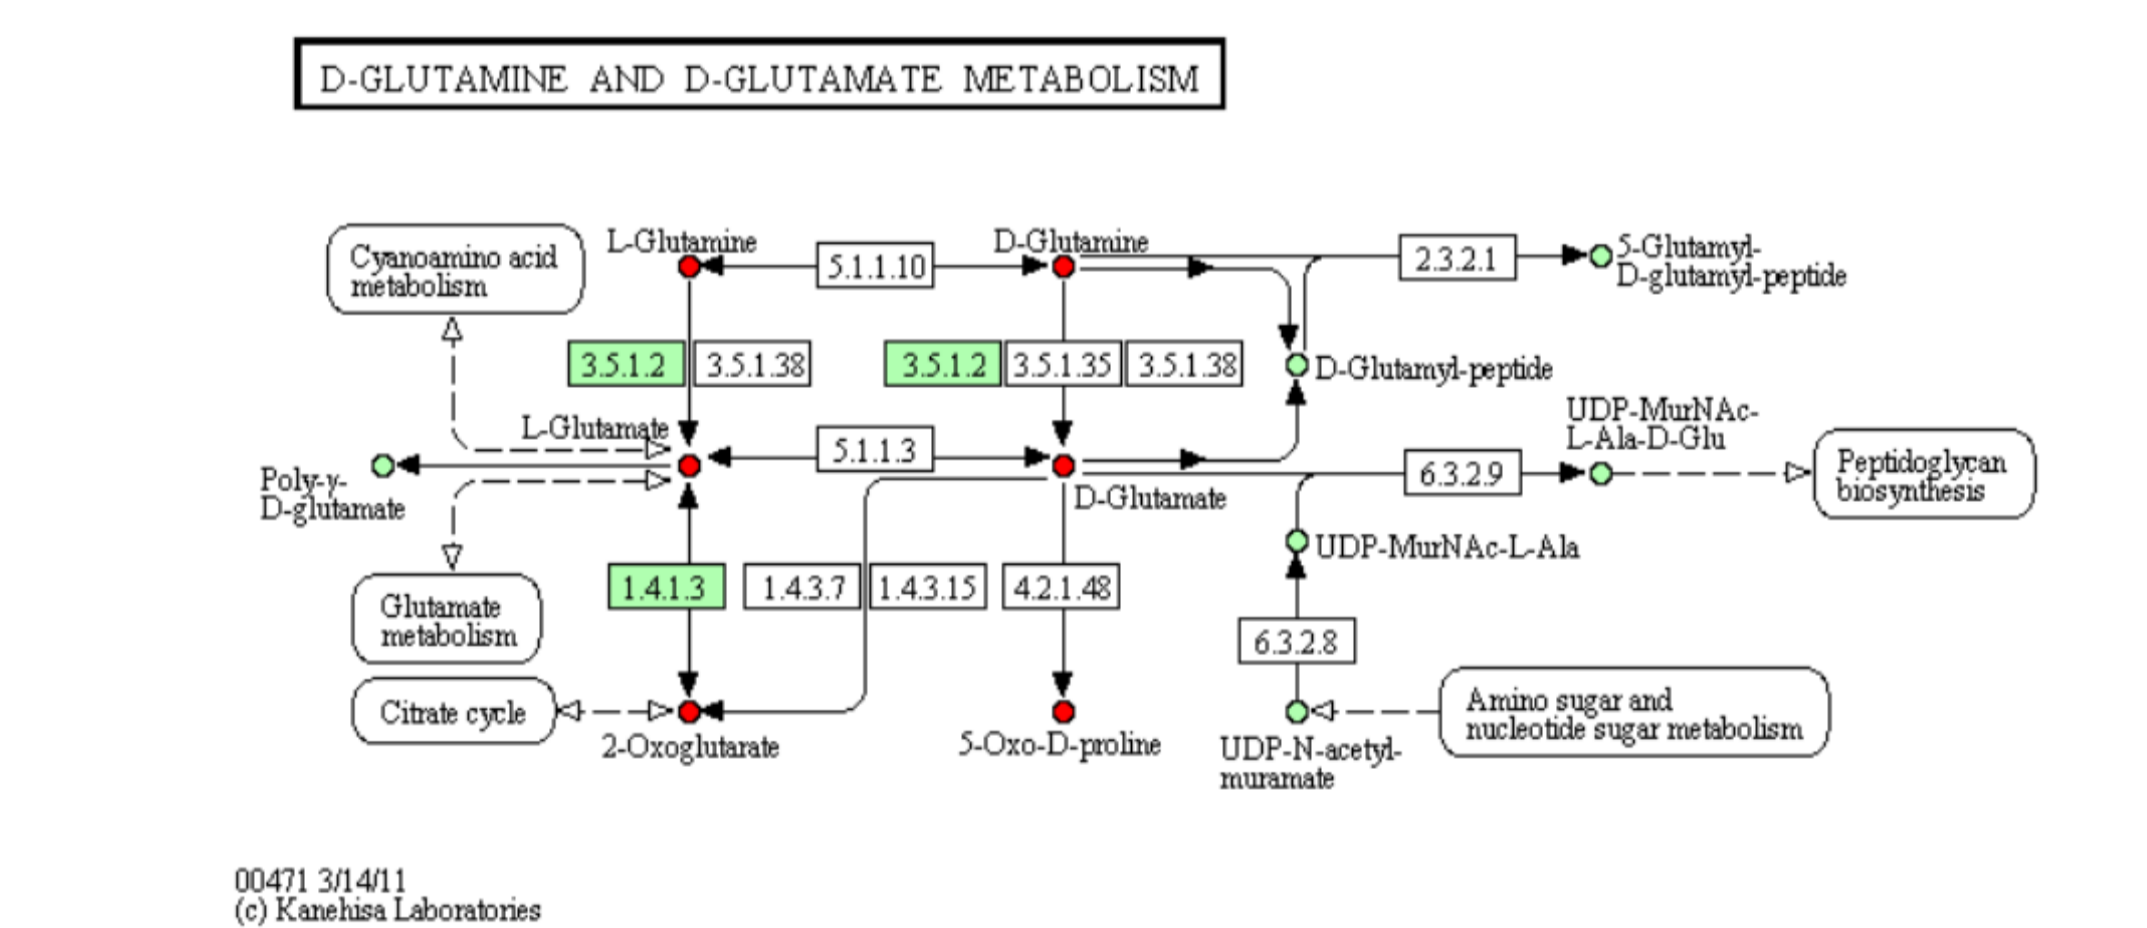 D-GLUTAMINE AND D-GLUTAMATE METABOLISM
Cyanoamino acid
metabolism
L-Glutamine
5.1.1.10
D-Glutamine
2.3.2.1
5-Glutamyl-
D-glutamyl-peptide
3.5.1.2
3.5.1.38
3.5.1.2
3.5.1.35
3.5.1.38
D-Glutamyl-peptide
L-Glutamate
5.1.1.3
UDP-MurNAc-
L-Ala-D-Glu
Poly-γ-
D-glutamate
D-Glutamate
6.3.2.9
Peptidoglycan
biosynthesis
UDP-MurNAc-L-Ala
Glutamate
metabolism
1.4.1.3
1.4.3.7
1.4.3.15
4.2.1.48
6.3.2.8
Citrate cycle
2-Oxoglutarate
5-Oxo-D-proline
UDP-N-acetyl-
muramate
Amino sugar and
nucleotide sugar metabolism
00471 3/14/11
(c) Kanehisa Laboratories